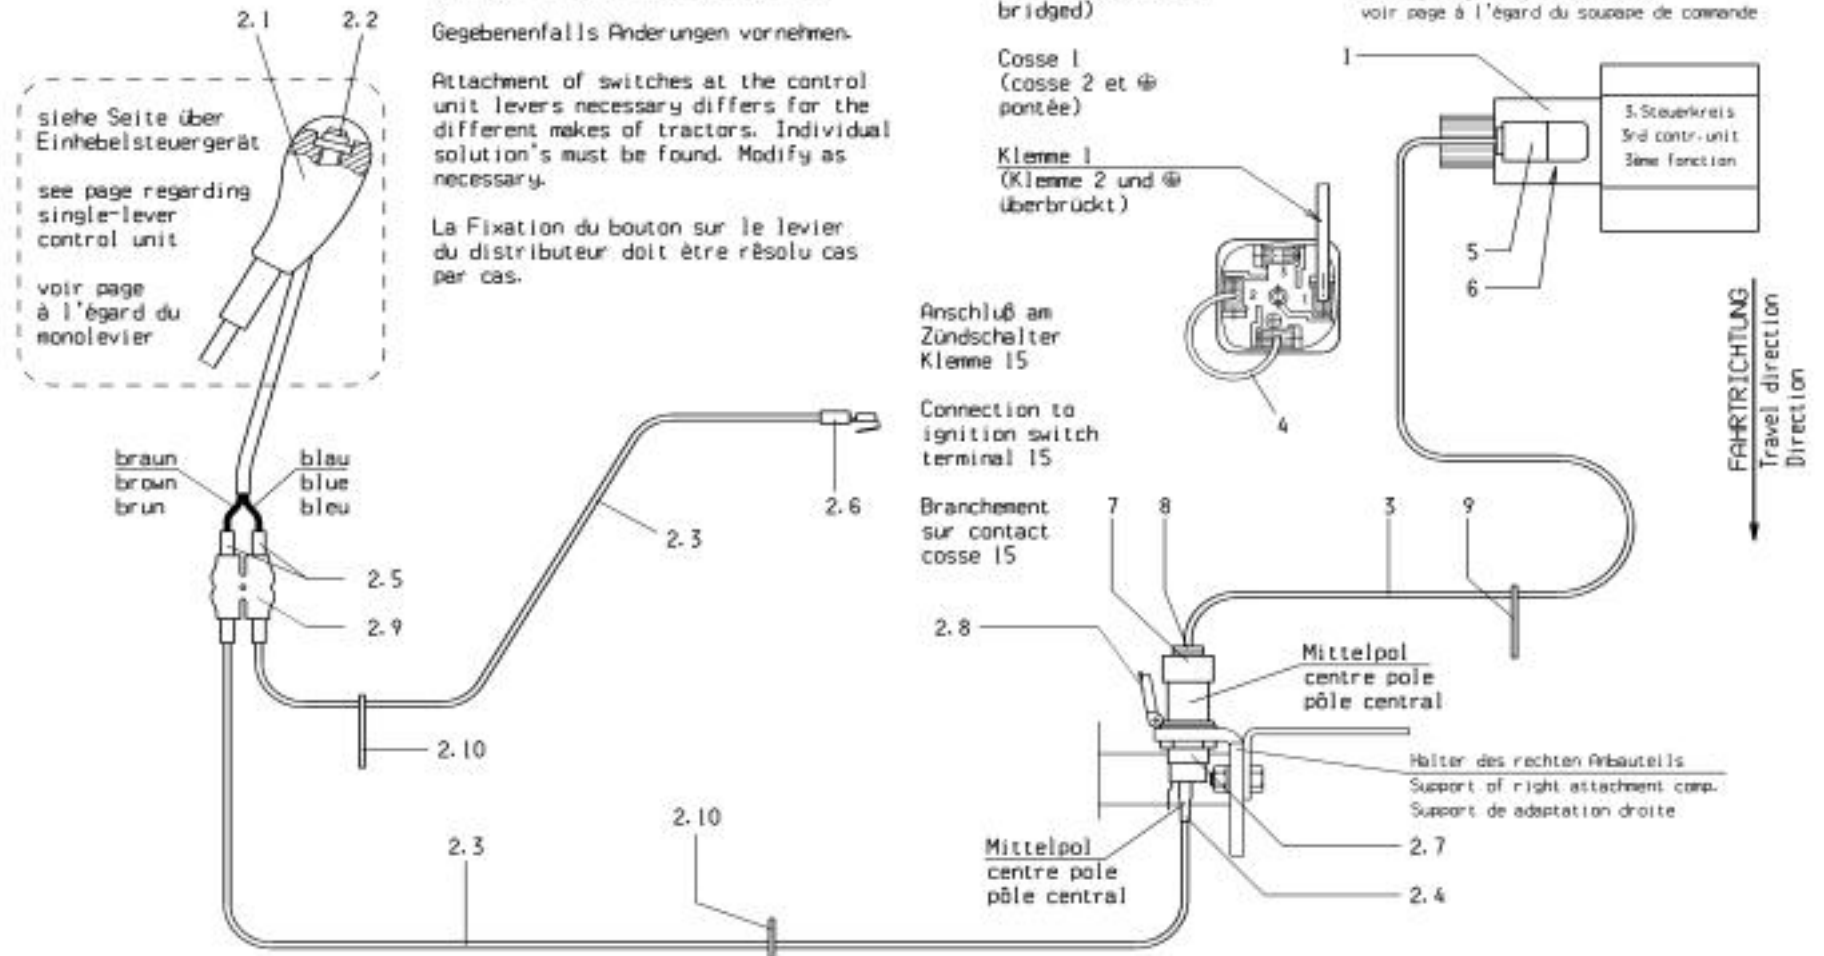 2.1
2.2
siehe Seite über
Einhebelsteuergerät
see page regarding
single-lever
control unit
voir page
à l'égard du
monolevier
Gegebenenfalls Änderungen vornehmen.
Attachment of switches at the control
unit levers necessary differs for the
different makes of tractors. Individual
solution's must be found. Modify as
necessary.
La Fixation du bouton sur le levier
du distributeur doit ètre rèsolu cas
par cas.
bridged)
Cosse 1
(cosse 2 et ⏚
pontée)
Klemme 1
(Klemme 2 und ⏚
überbrückt)
voir page à l'égard du soupape de commande
1
3.Steuerkreis
3rd contr.unit
3ème fonction
5
6
2
3
1
4
FAHRTRICHTUNG
Travel direction
Direction
Anschluß am
Zündschalter
Klemme 15
Connection to
ignition switch
terminal 15
Branchement
sur contact
cosse 15
braun
brown
brun
blau
blue
bleu
2.6
2.3
2.5
2.9
7
8
3
9
2.8
Mittelpol
centre pole
pôle central
2.10
Halter des rechten Anbauteils
Support of right attachment comp.
Support de adaptation droite
2.10
2.3
Mittelpol
centre pole
pôle central
2.7
2.4